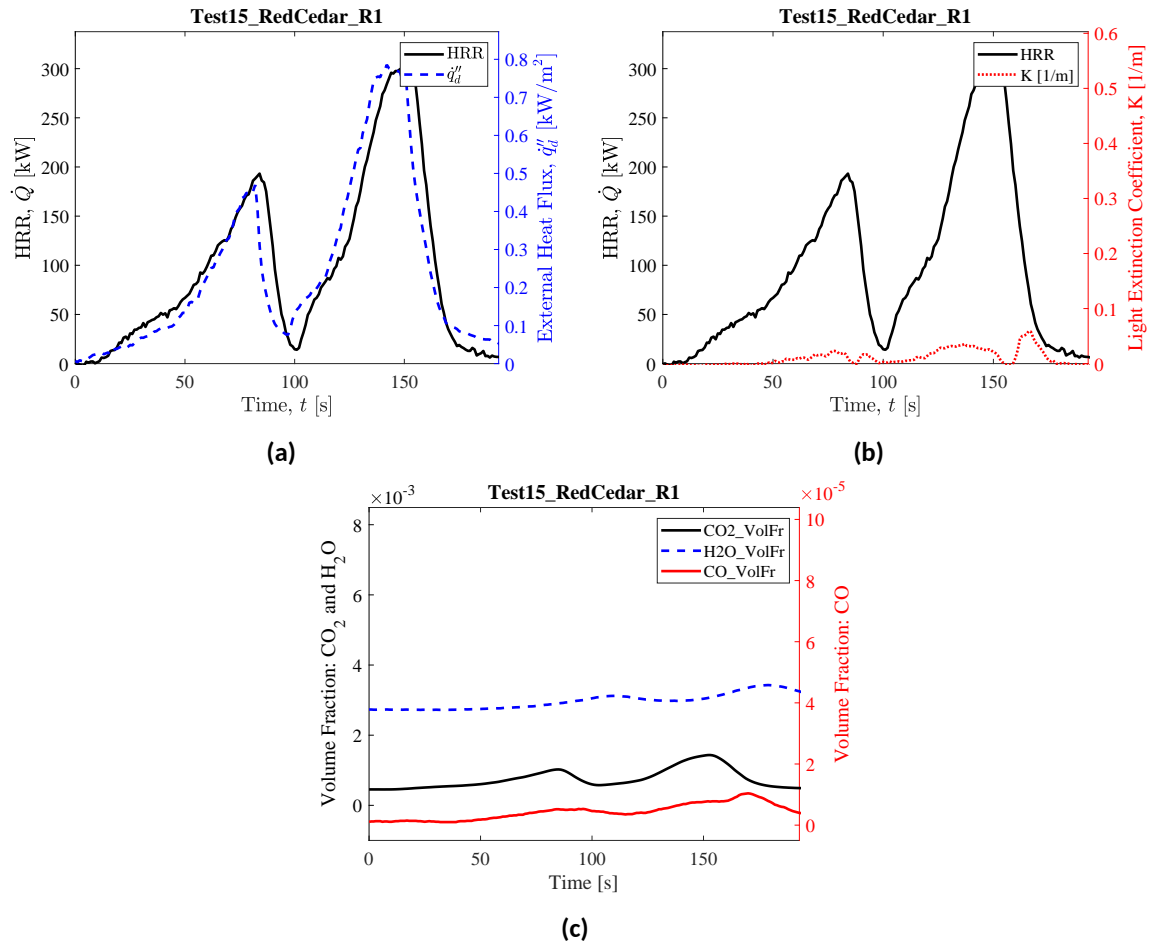 Test15_RedCedar_R1
HRR
q̇″d
HRR, Q̇ [kW]
300
250
200
150
100
50
0
0 50 100 150
Time, t [s]
External Heat Flux, q̇″d [kW/m²]
0.8
0.7
0.6
0.5
0.4
0.3
0.2
0.1
0
(a)
Test15_RedCedar_R1
HRR
K [1/m]
HRR, Q̇ [kW]
300
250
200
150
100
50
0
0 50 100 150
Time, t [s]
Light Extinction Coefficient, K [1/m]
0.6
0.5
0.4
0.3
0.2
0.1
0
(b)
×10⁻³
Test15_RedCedar_R1
×10⁻⁵
CO2_VolFr
H2O_VolFr
CO_VolFr
Volume Fraction: CO₂ and H₂O
8
6
4
2
0
0 50 100 150
Time [s]
Volume Fraction: CO
10
8
6
4
2
0
(c)